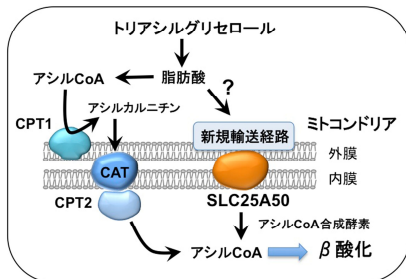 トリアシルグリセロール
アシルCoA
脂肪酸
?
アシルカルニチン
CPT1
新規輸送経路
ミトコンドリア
外膜
CAT
内膜
CPT2
SLC25A50
アシルCoA合成酵素
アシルCoA
β酸化